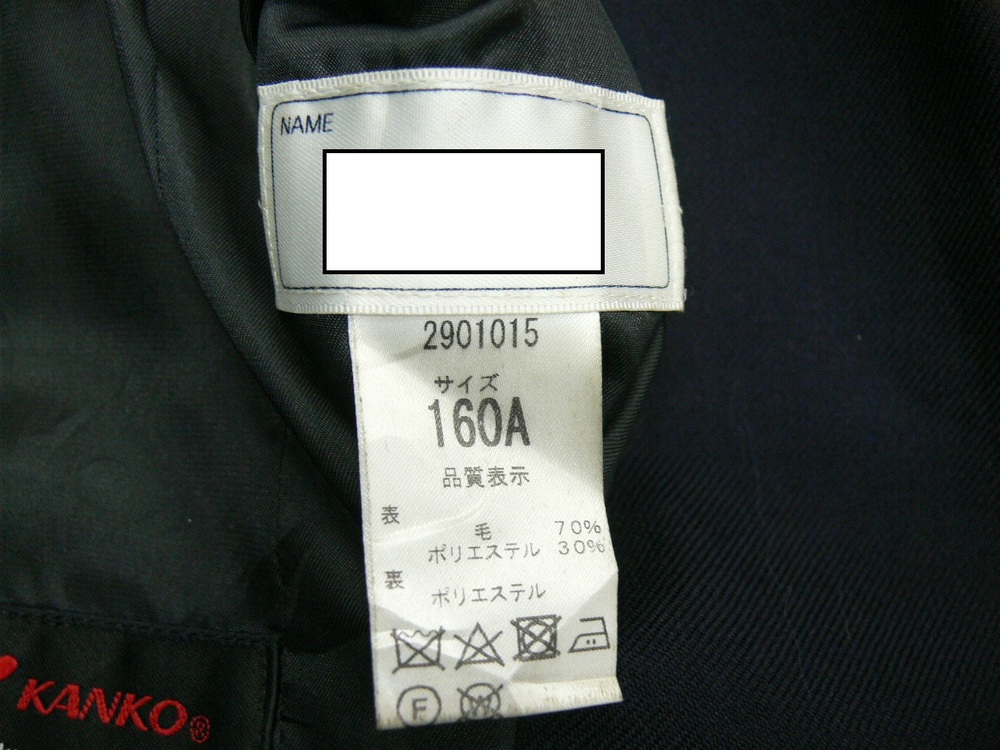 NAME
2901015
サイズ
160A
品質表示
表
毛 70%
ポリエステル 30%
裏
ポリエステル
F W
KANKO®